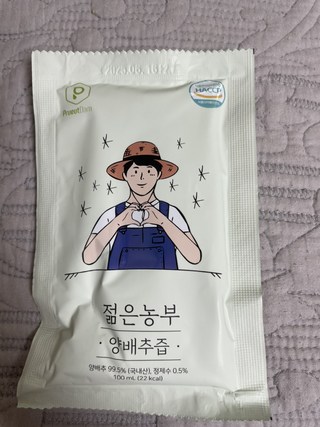 HACCP
젊은농부
· 양배추즙 ·
양배추 99.5% (국내산), 정제수 0.5%
100 mL (22 kcal)